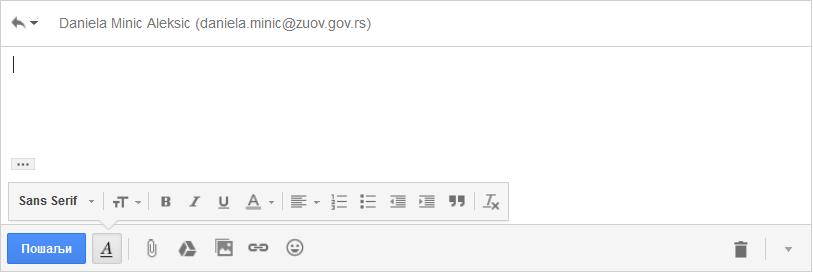 Daniela Minic Aleksic (daniela.minic@zuov.gov.rs)
Sans Serif
Пошаљи